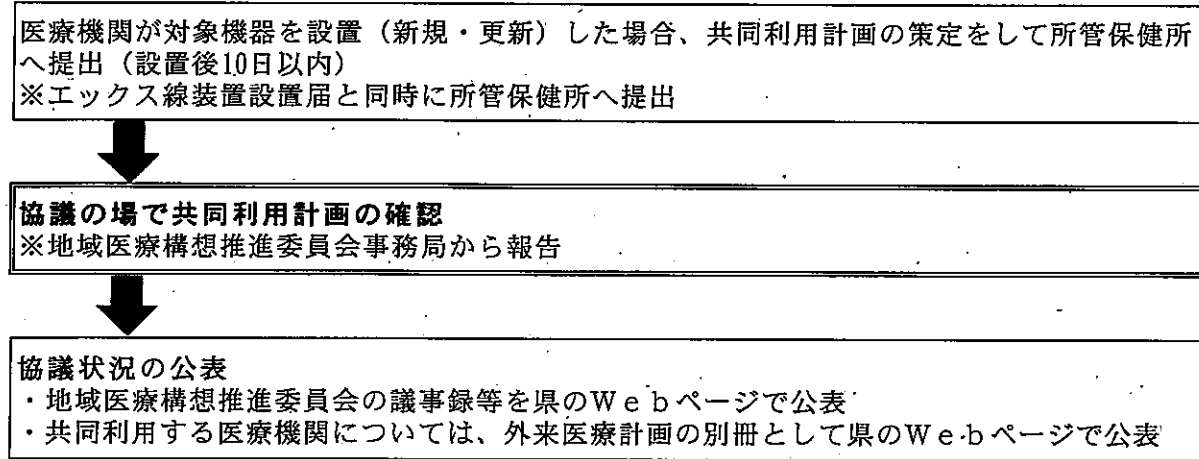 医療機関が対象機器を設置（新規・更新）した場合、共同利用計画の策定をして所管保健所
へ提出（設置後10日以内）
※エックス線装置設置届と同時に所管保健所へ提出
協議の場で共同利用計画の確認
※地域医療構想推進委員会事務局から報告
協議状況の公表
・地域医療構想推進委員会の議事録等を県のＷｅｂページで公表
・共同利用する医療機関については、外来医療計画の別冊として県のＷｅｂページで公表